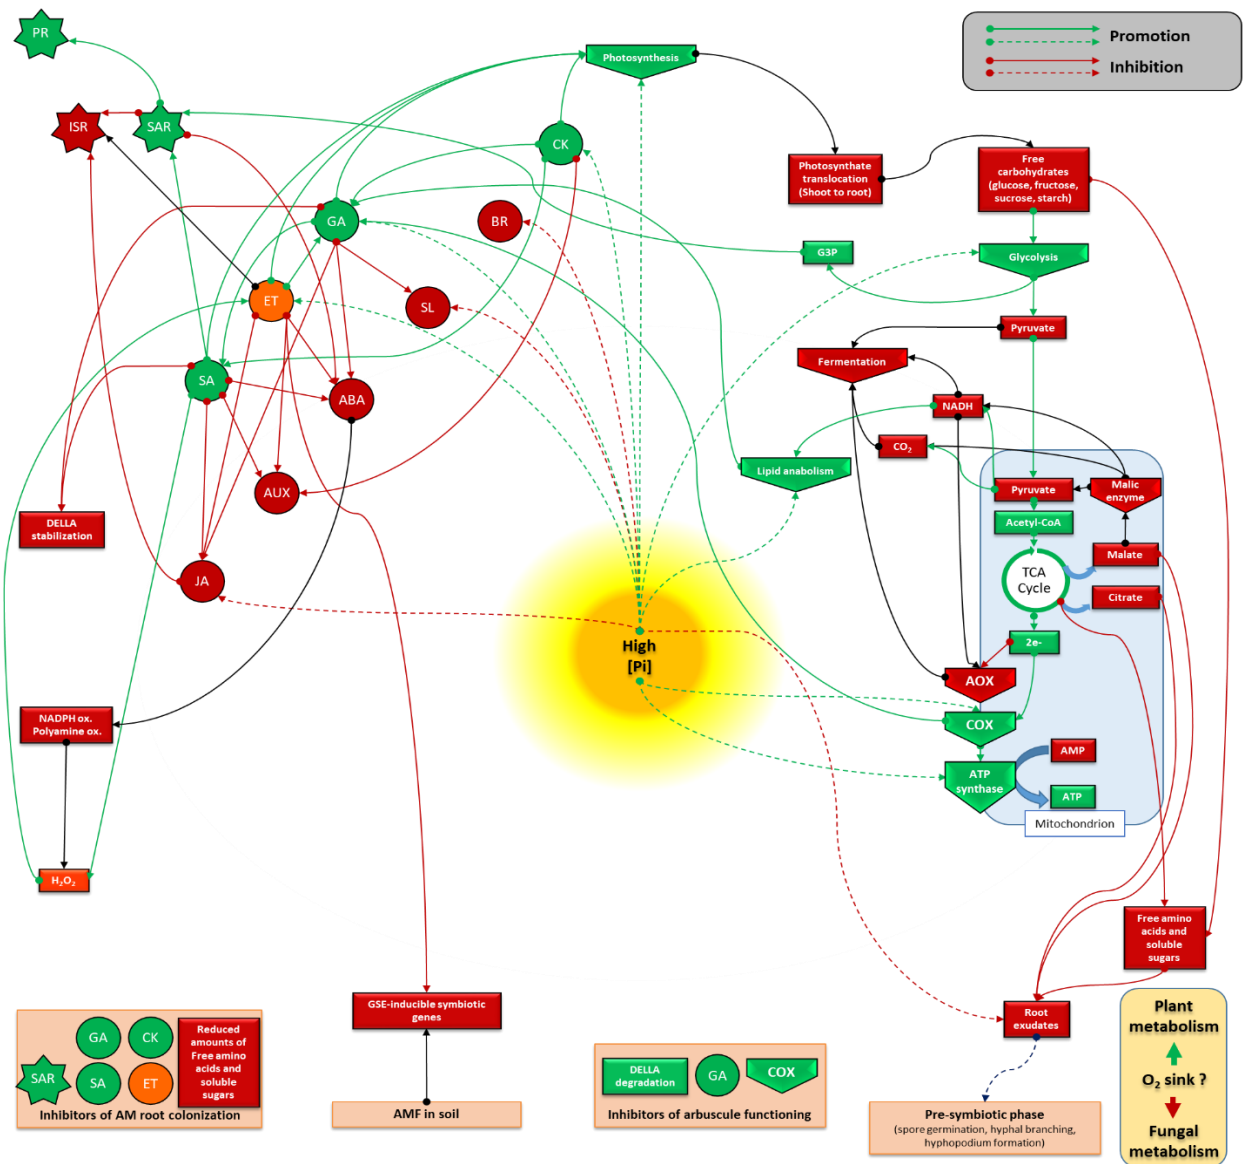 PR
Photosynthesis
Promotion
Inhibition
ISR
SAR
CK
Photosynthate
translocation
(Shoot to root)
Free
carbohydrates
(glucose, fructose,
sucrose, starch)
GA
BR
G3P
Glycolysis
ET
SL
Pyruvate
Fermentation
SA
ABA
NADH
CO₂
Lipid anabolism
AUX
Pyruvate
Malic
enzyme
DELLA
stabilization
Acetyl-CoA
Malate
JA
TCA
Cycle
Citrate
High
[Pi]
2e-
AOX
NADPH ox.
Polyamine ox.
COX
AMP
ATP
synthase
ATP
Mitochondrion
H₂O₂
Free amino
acids and
soluble
sugars
GSE-inducible symbiotic
genes
Root
exudates
Plant
metabolism
O₂ sink ?
Fungal
metabolism
GA
CK
SAR
SA
ET
Reduced
amounts of
Free amino
acids and
soluble
sugars
Inhibitors of AM root colonization
AMF in soil
DELLA
degradation
GA
COX
Inhibitors of arbuscule functioning
Pre-symbiotic phase
(spore germination, hyphal branching,
hyphopodium formation)